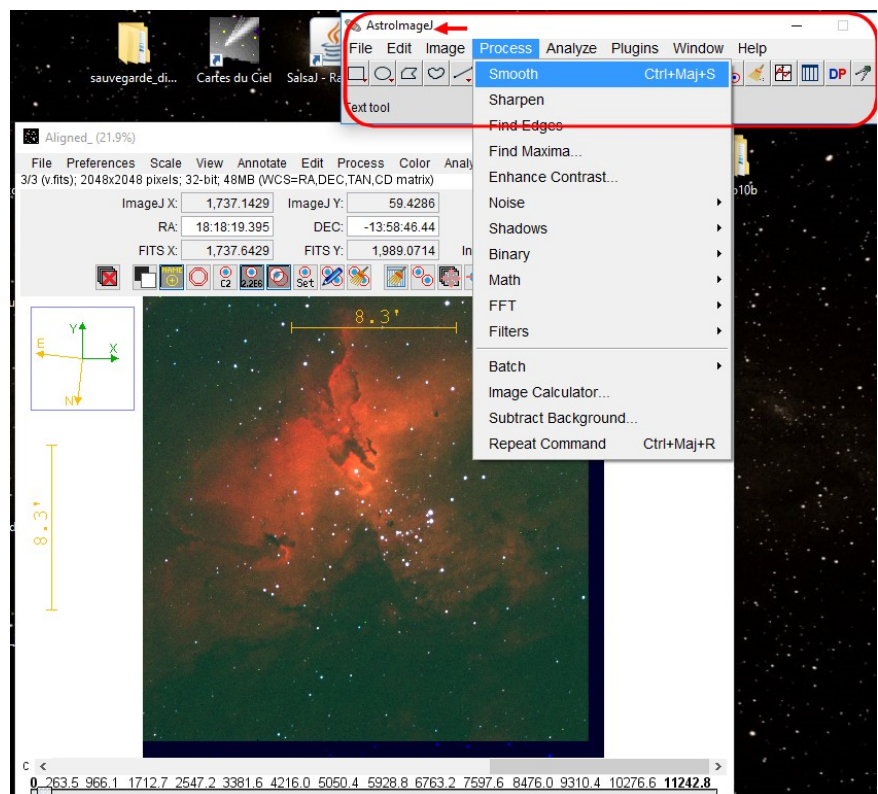 AstroImageJ
File Edit Image Process Analyze Plugins Window Help
sauvegarde_di... Cartes du Ciel SalsaJ - Ra
DP
Text tool
Smooth Ctrl+Maj+S
Sharpen
Find Edges
Find Maxima...
Enhance Contrast...
Noise
Shadows
Binary
Math
FFT
Filters
Batch
Image Calculator...
Subtract Background...
Repeat Command Ctrl+Maj+R
Aligned_ (21.9%)
File Preferences Scale View Annotate Edit Process Color Analy
3/3 (v.fits); 2048x2048 pixels; 32-bit; 48MB (WCS=RA,DEC,TAN,CD matrix)
ImageJ X: 1,737.1429 ImageJ Y: 59.4286
RA: 18:18:19.395 DEC: -13:58:46.44
FITS X: 1,737.6429 FITS Y: 1,989.0714 In
NAME C2 2.2E6 Set
8.3'
Y
E X
N
8.3'
C
0 263.5 966.1 1712.7 2547.2 3381.6 4216.0 5050.4 5928.8 6763.2 7597.6 8476.0 9310.4 10276.6 11242.8